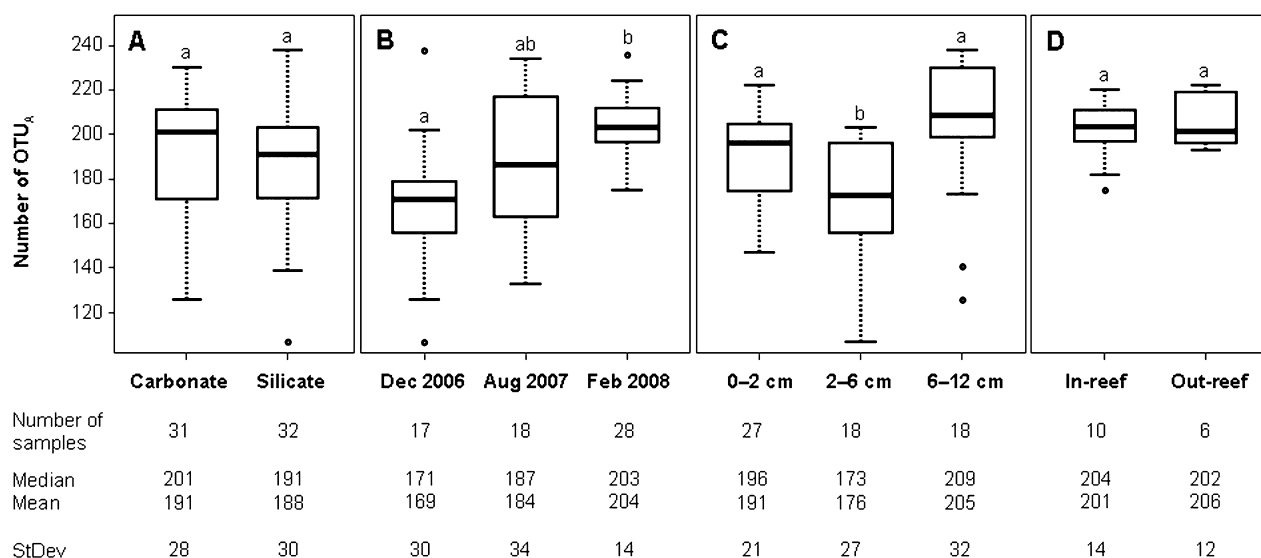 A B C D
a a a ab b a b a a a
Number of OTU_A
240
220
200
180
160
140
120
Carbonate Silicate Dec 2006 Aug 2007 Feb 2008 0–2 cm 2–6 cm 6–12 cm In-reef Out-reef
Number of samples 31 32 17 18 28 27 18 18 10 6
Median 201 191 171 187 203 196 173 209 204 202
Mean 191 188 169 184 204 191 176 205 201 206
StDev 28 30 30 34 14 21 27 32 14 12